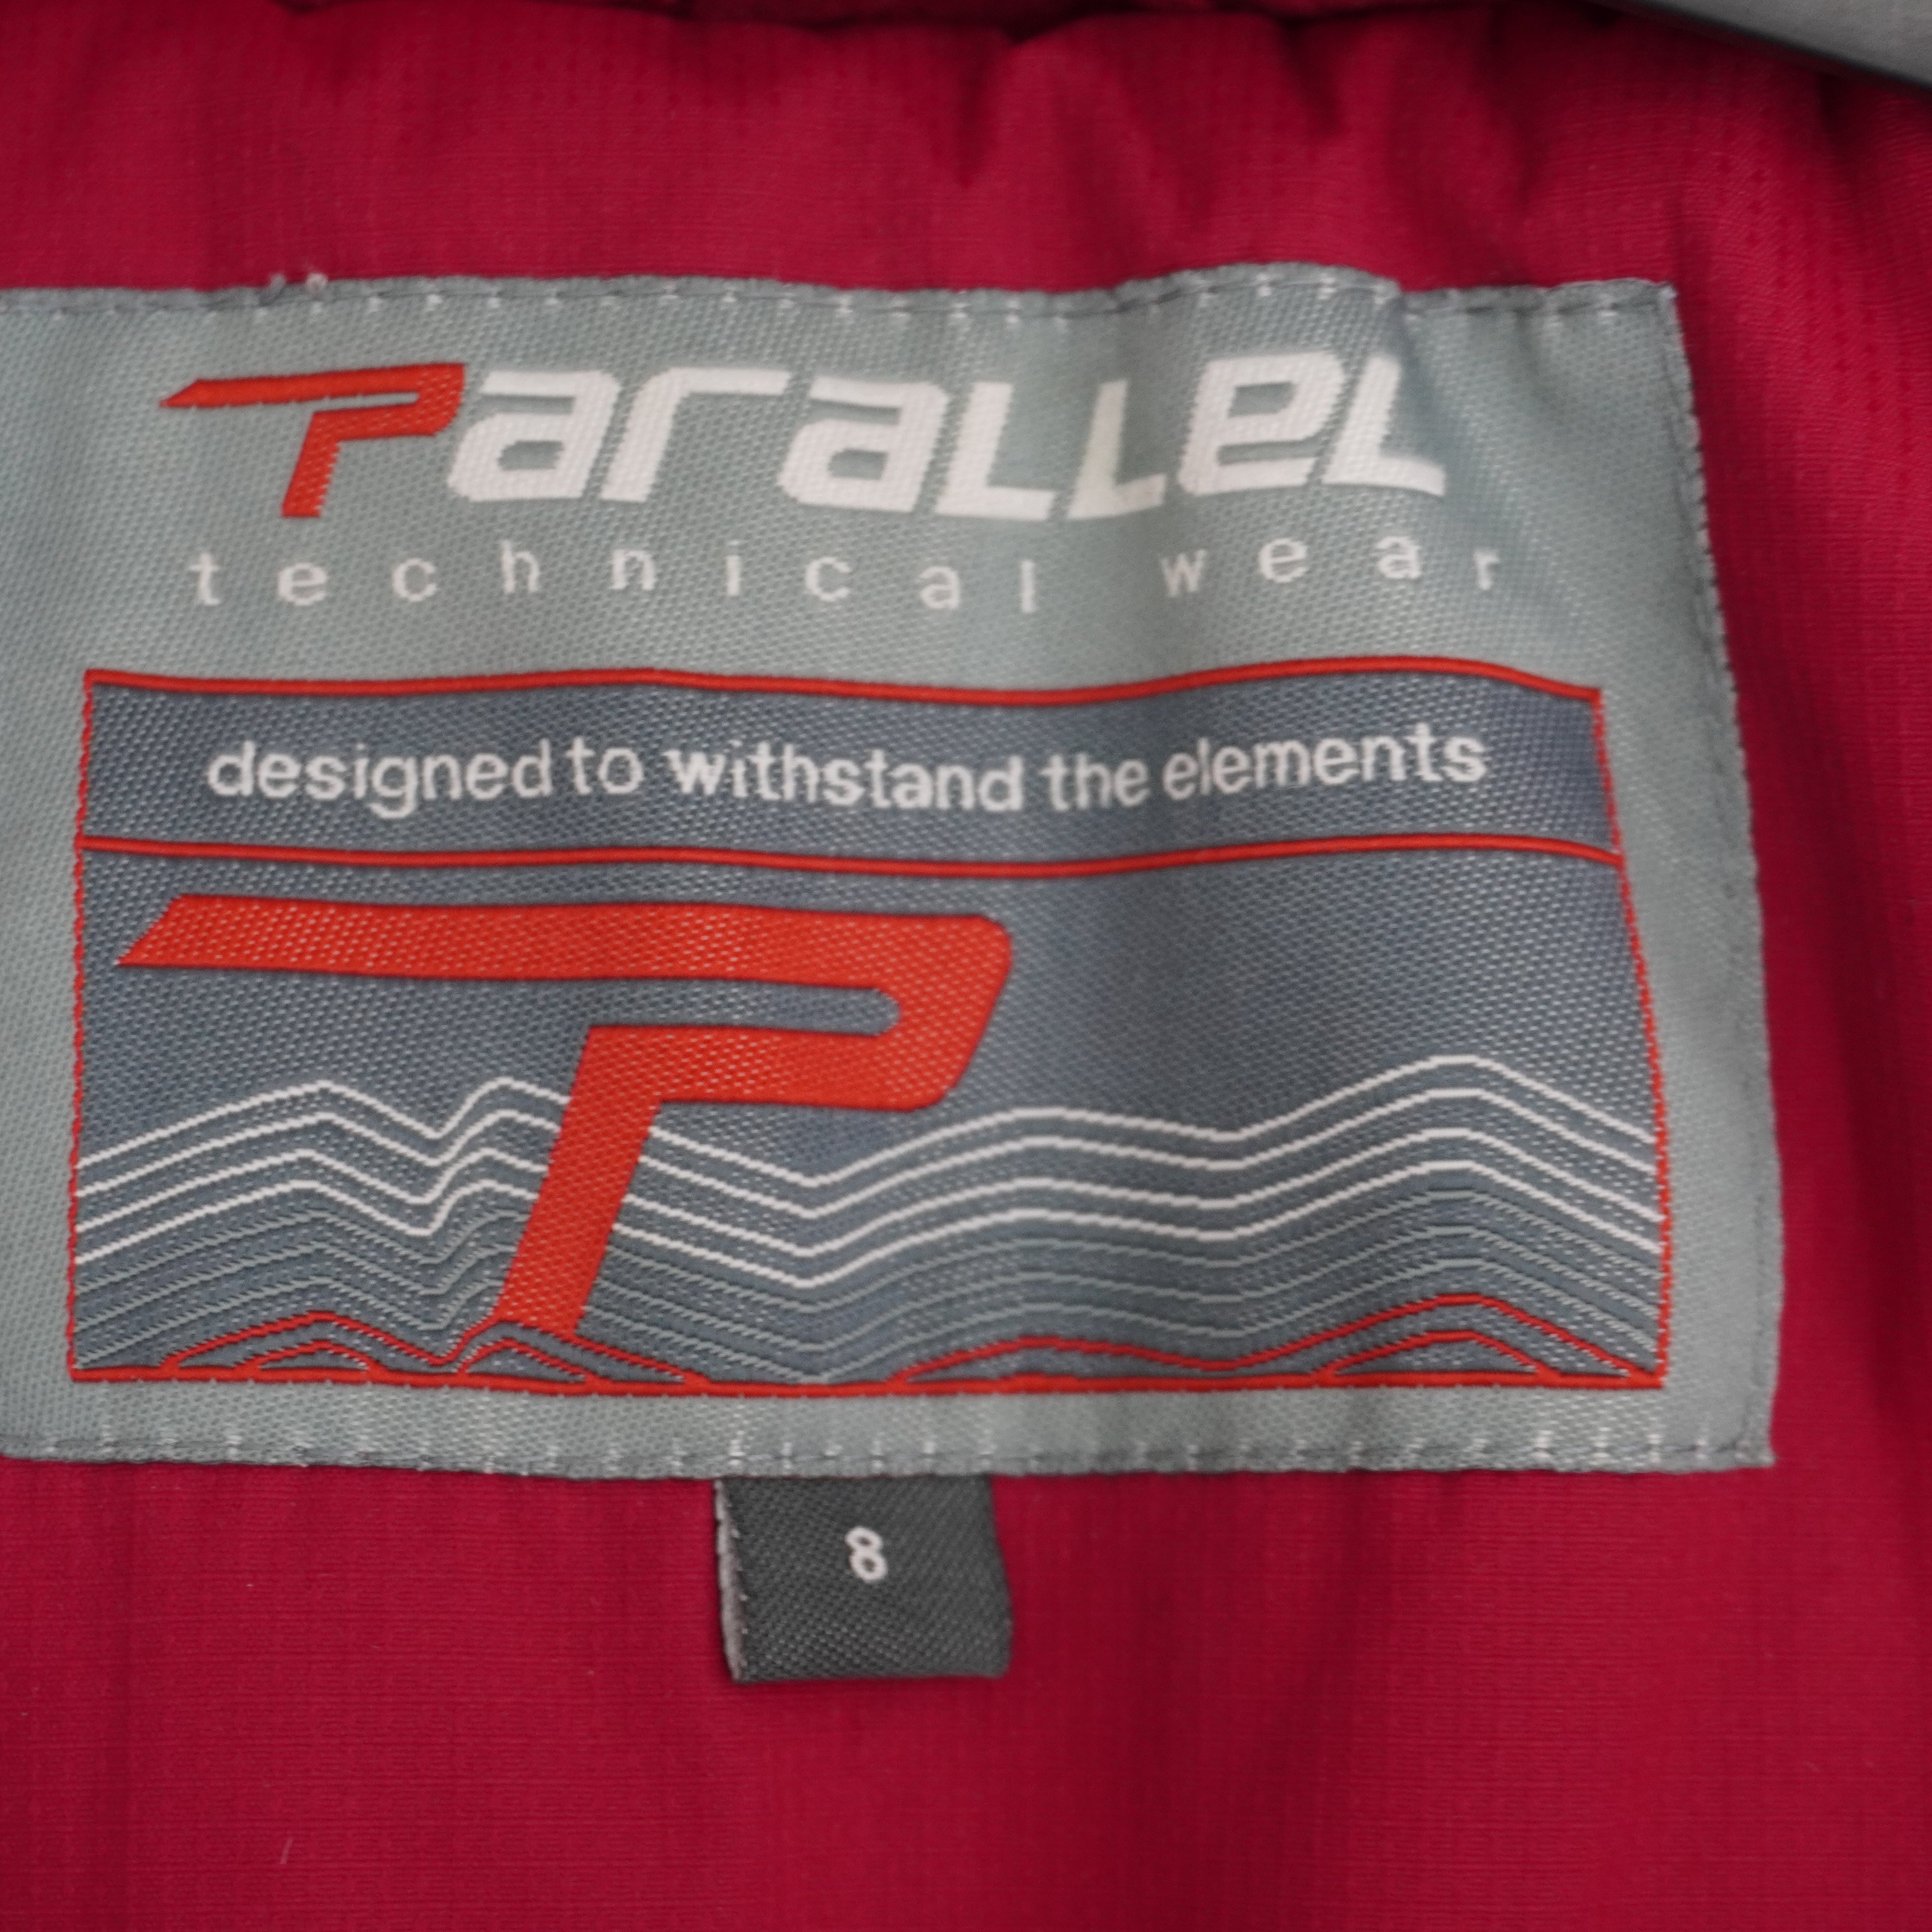 Parallel
technical wear
designed to withstand the elements
P
8